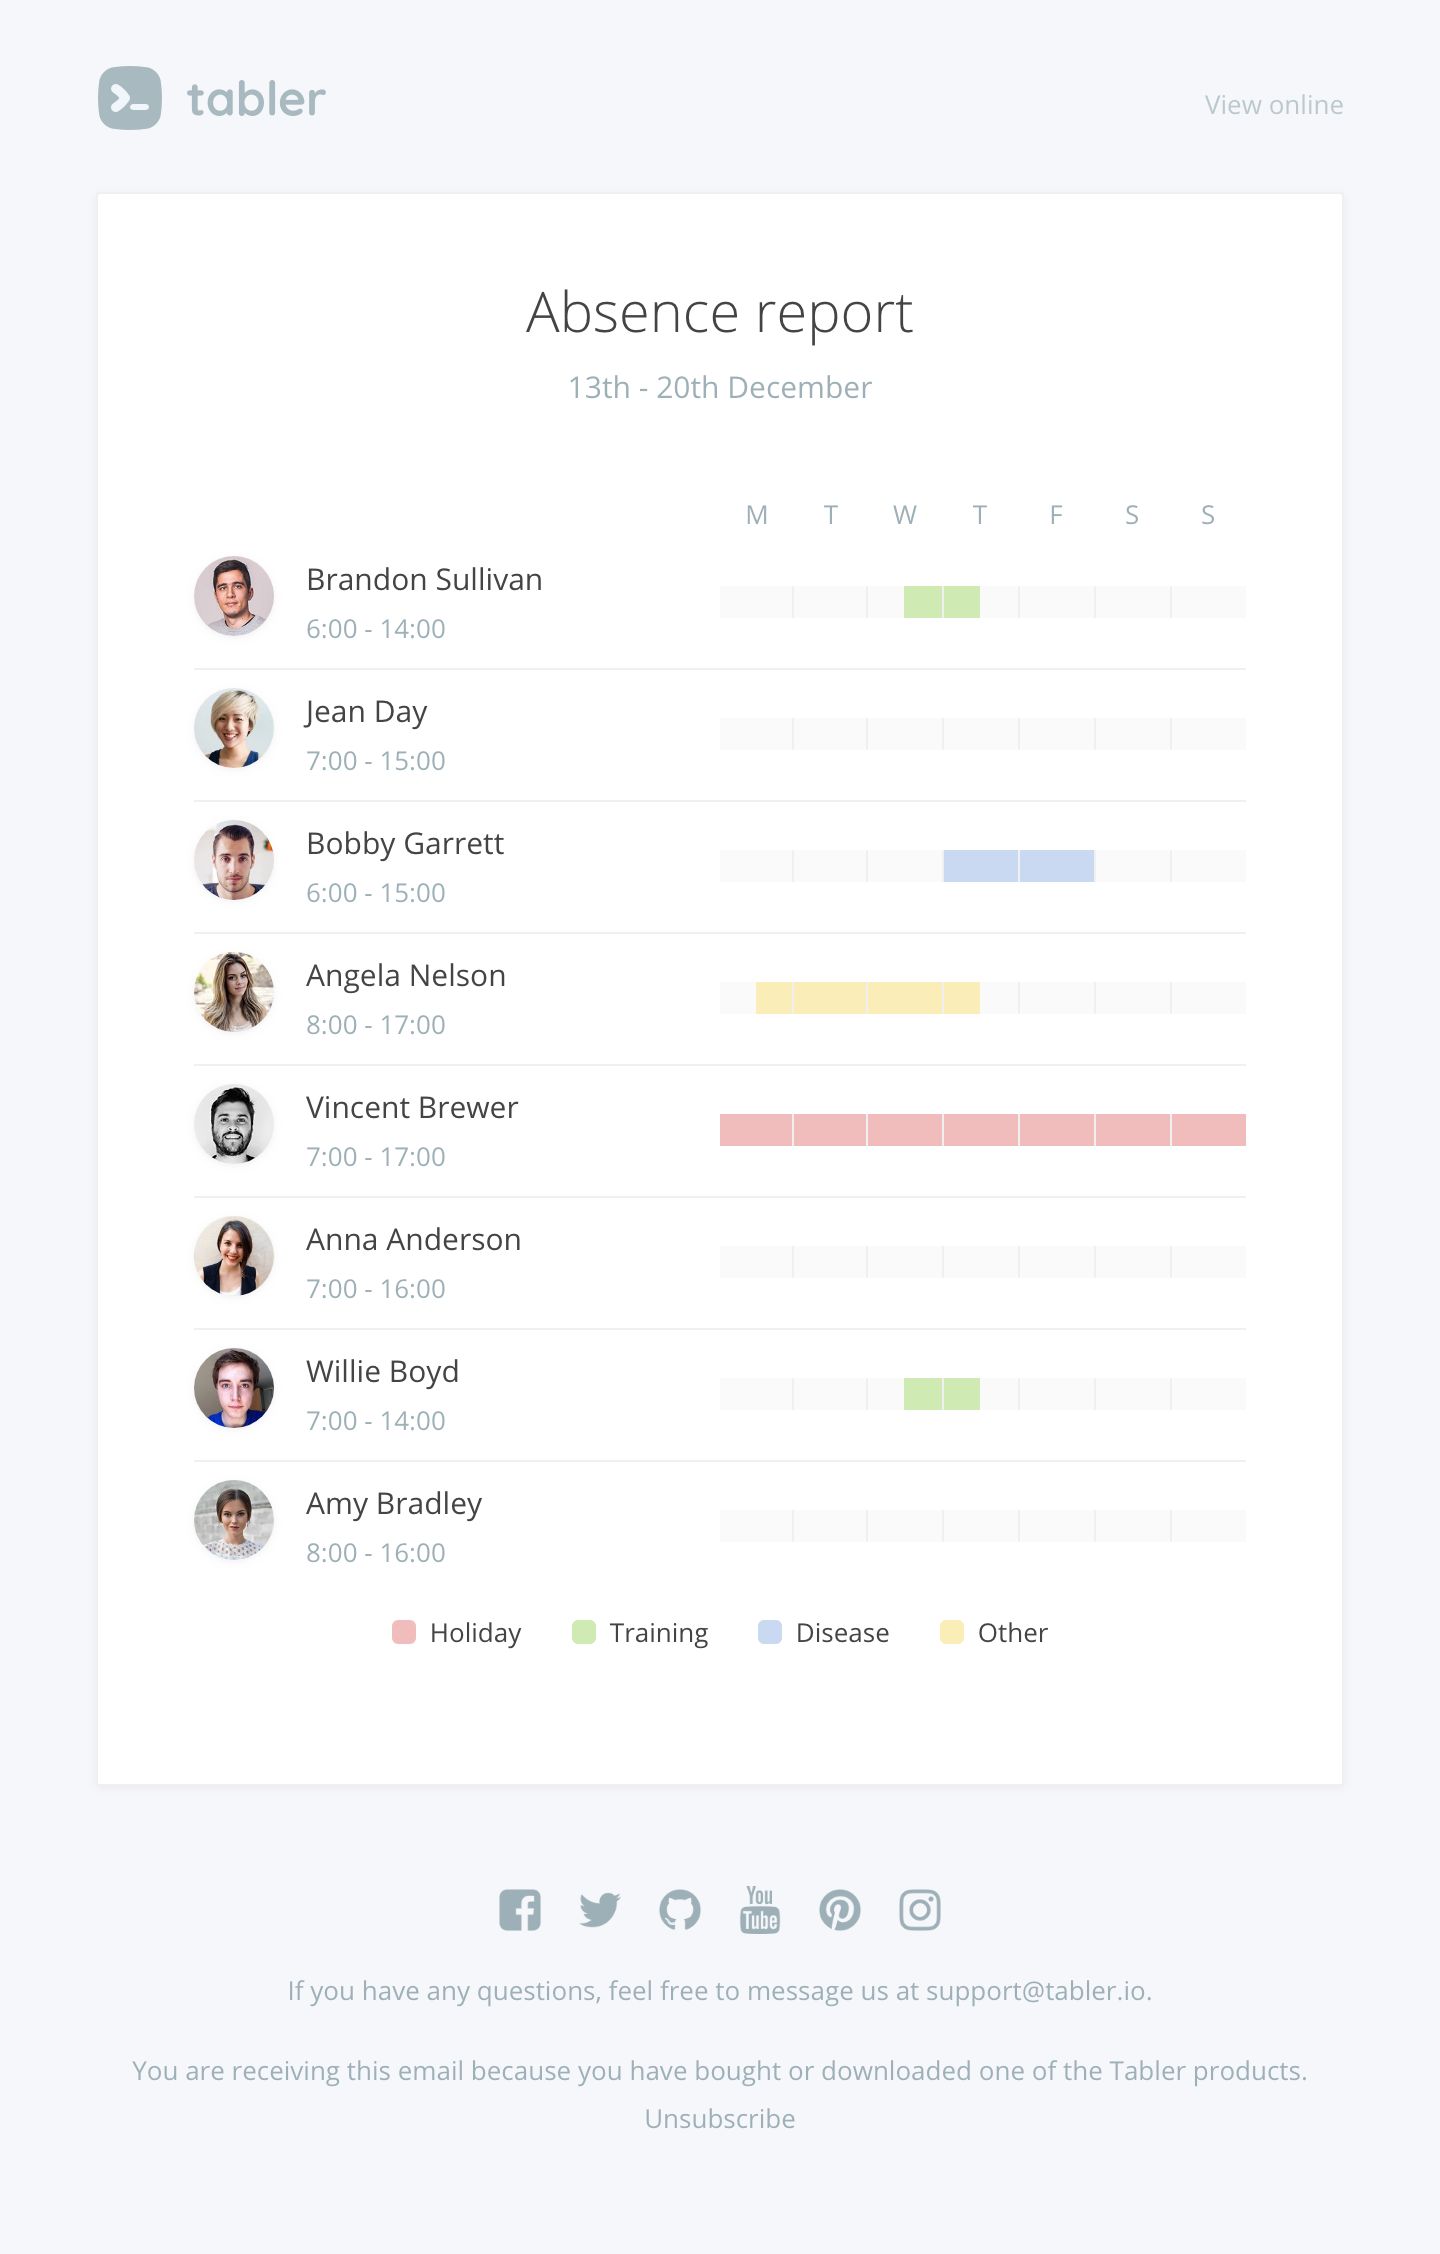 tabler
View online
Absence report
13th - 20th December
M T W T F S S
Brandon Sullivan
6:00 - 14:00
Jean Day
7:00 - 15:00
Bobby Garrett
6:00 - 15:00
Angela Nelson
8:00 - 17:00
Vincent Brewer
7:00 - 17:00
Anna Anderson
7:00 - 16:00
Willie Boyd
7:00 - 14:00
Amy Bradley
8:00 - 16:00
Holiday Training Disease Other
You
Tube
If you have any questions, feel free to message us at support@tabler.io.
You are receiving this email because you have bought or downloaded one of the Tabler products.
Unsubscribe